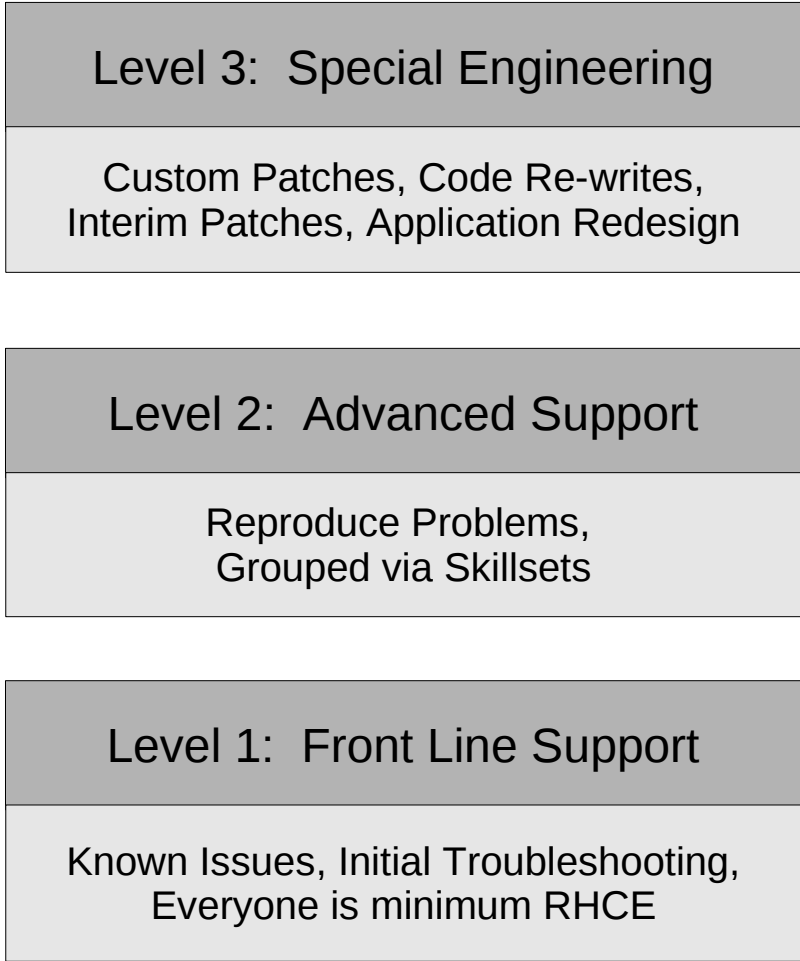 Level 3:  Special Engineering
Custom Patches, Code Re-writes,
Interim Patches, Application Redesign
Level 2:  Advanced Support
Reproduce Problems,
Grouped via Skillsets
Level 1:  Front Line Support
Known Issues, Initial Troubleshooting,
Everyone is minimum RHCE